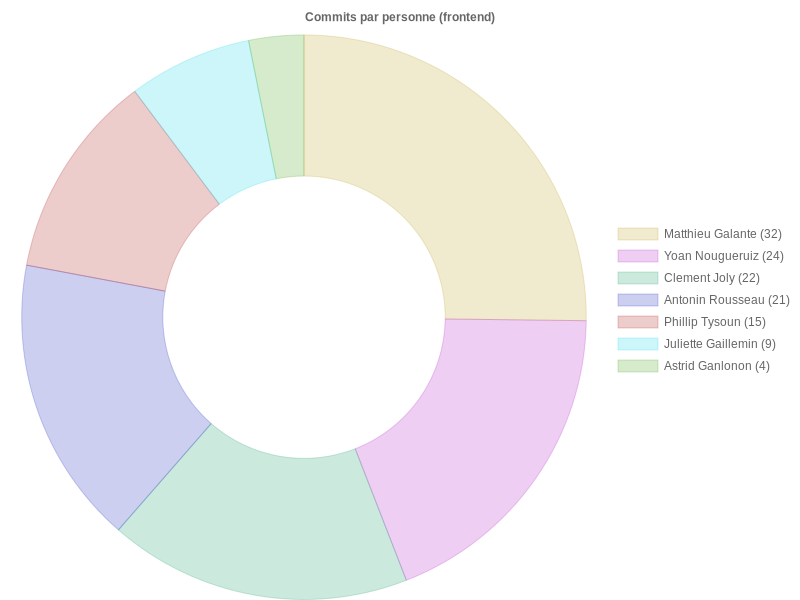 Commits par personne (frontend)
Matthieu Galante (32)
Yoan Nougueruiz (24)
Clement Joly (22)
Antonin Rousseau (21)
Phillip Tysoun (15)
Juliette Gaillemin (9)
Astrid Ganlonon (4)